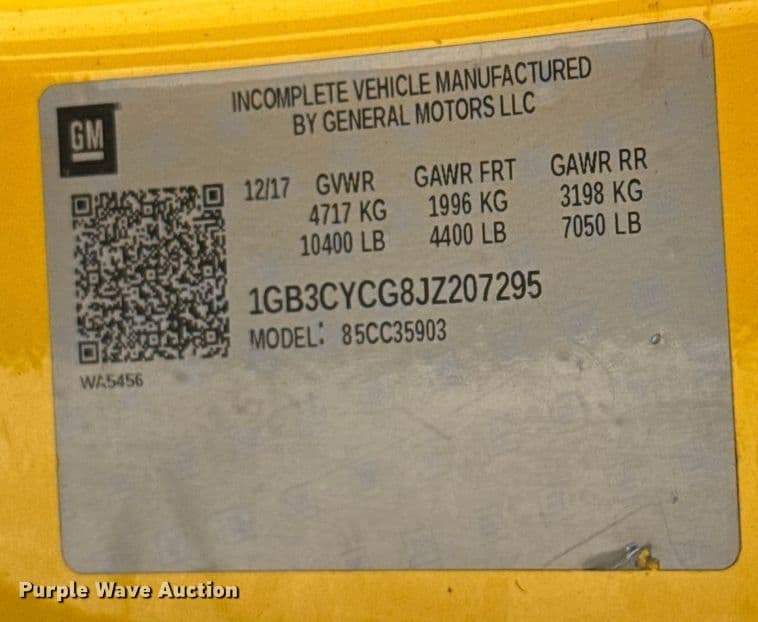 INCOMPLETE VEHICLE MANUFACTURED
BY GENERAL MOTORS LLC
GM
12/17 GVWR GAWR FRT GAWR RR
4717 KG 1996 KG 3198 KG
10400 LB 4400 LB 7050 LB
1GB3CYCG8JZ207295
MODEL: 85CC35903
WA5456
Purple Wave Auction